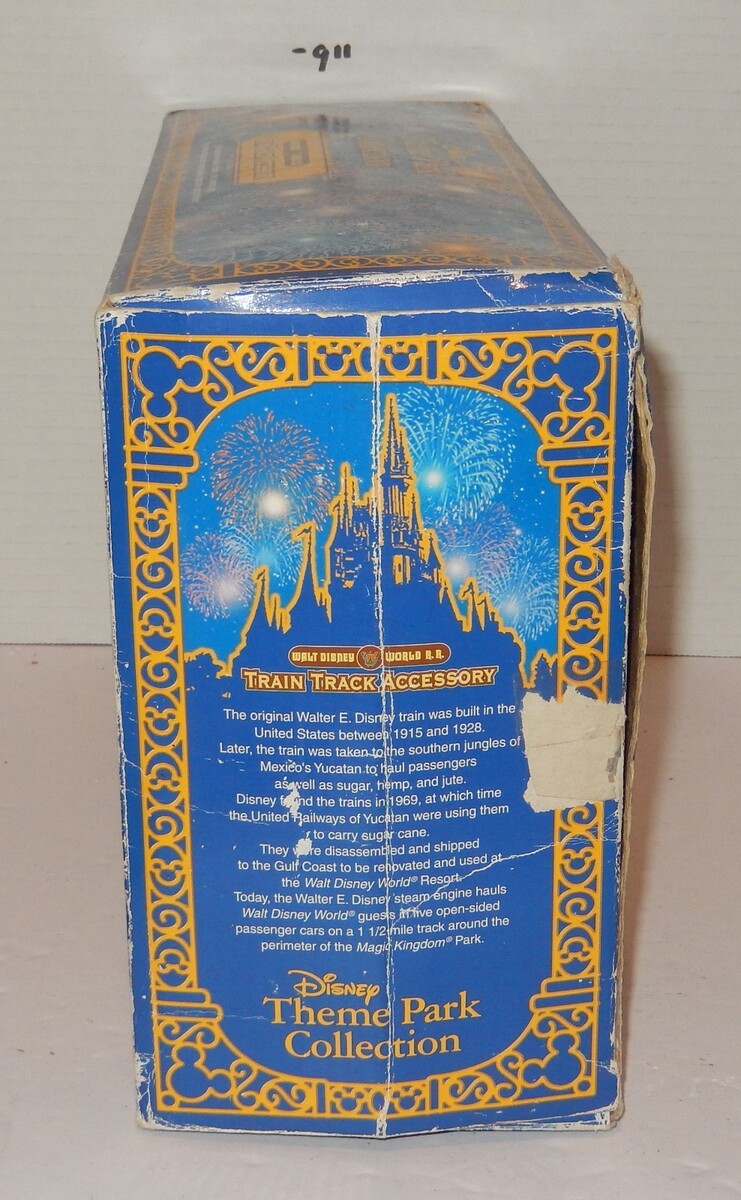 -9"
WALT DISNEY WORLD R.R.
TRAIN TRACK ACCESSORY
The original Walter E. Disney train was built in the
United States between 1915 and 1928.
Later, the train was taken to the southern jungles of
Mexico's Yucatan to haul passengers
as well as sugar, hemp, and jute.
Disney found the trains in 1969, at which time
the United Railways of Yucatan were using them
to carry sugar cane.
They were disassembled and shipped
to the Gulf Coast to be renovated and used at
the Walt Disney World® Resort.
Today, the Walter E. Disney steam engine hauls
Walt Disney World® guests in five open-sided
passenger cars on a 1 1/2 mile track around the
perimeter of the Magic Kingdom® Park.
Disney
Theme Park
Collection